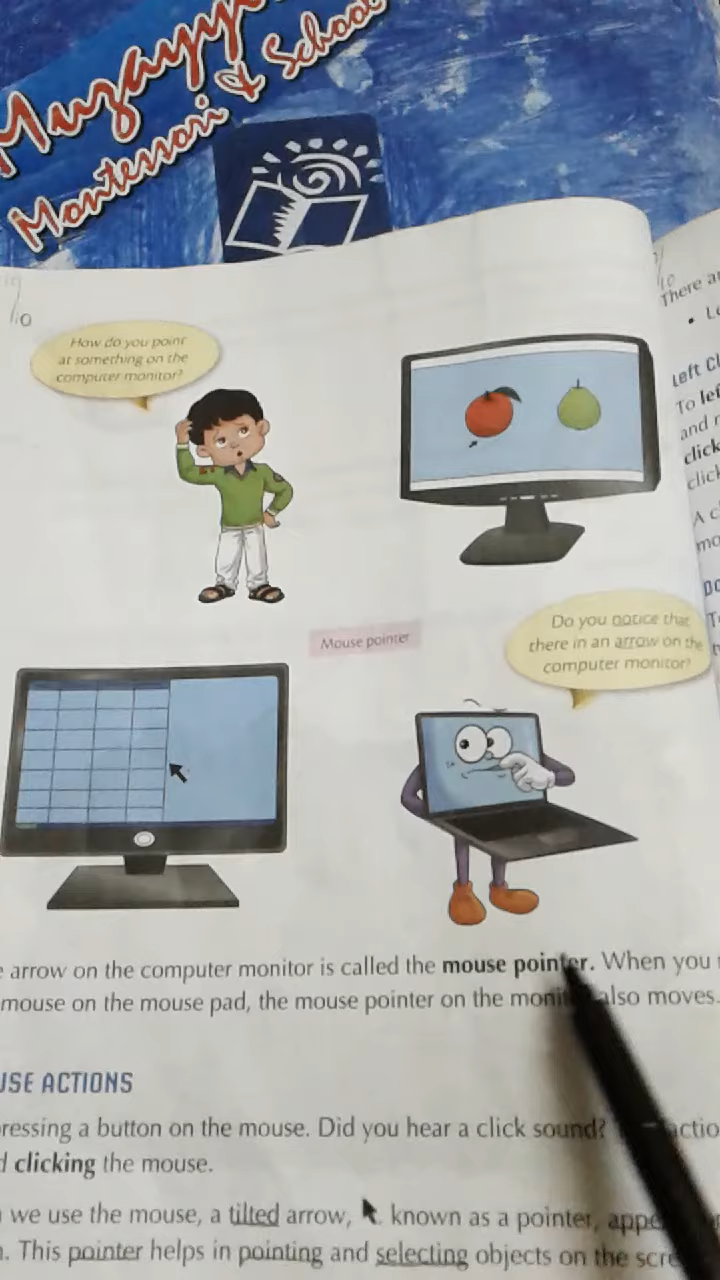 Montessori & School
How do you point
at something on the
computer monitor?
Mouse pointer
Do you notice that
there in an arrow on the
computer monitor?
arrow on the computer monitor is called the mouse pointer. When you
mouse on the mouse pad, the mouse pointer on the also moves.
USE ACTIONS
ressing a button on the mouse. Did you hear a click sound?
clicking the mouse.
we use the mouse, a tilted arrow, known as a pointer,
This pointer helps in pointing and selecting objects on the
There
Left
To
and
click
click
A